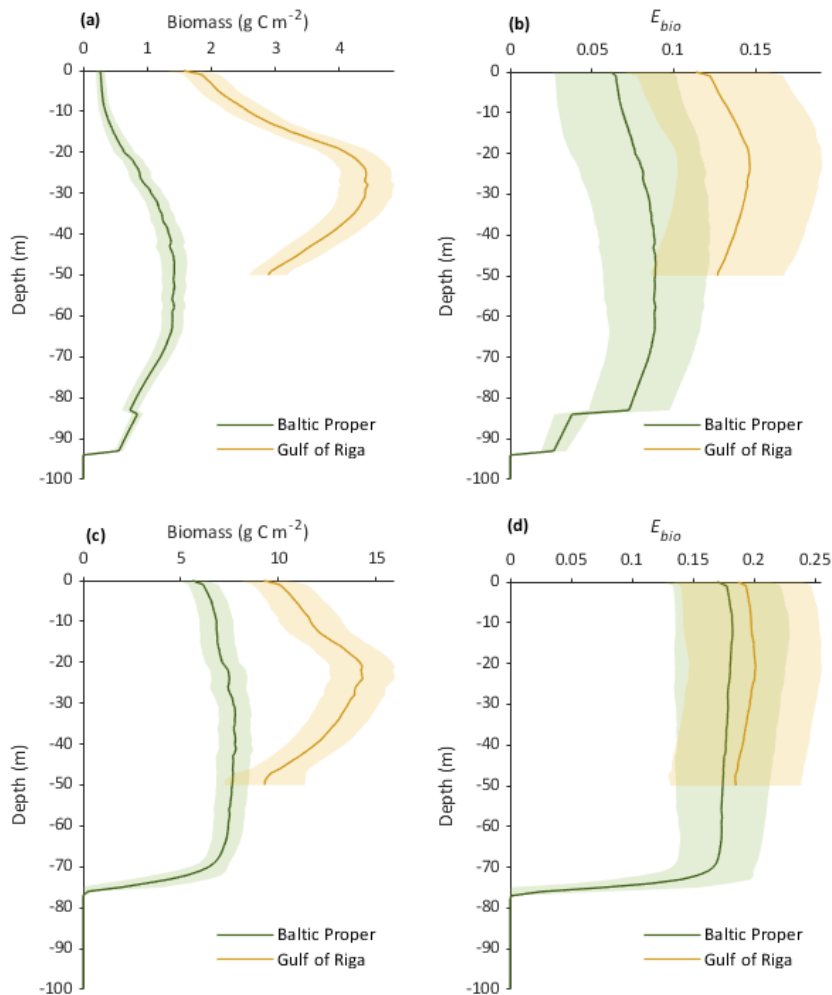 (a)
Biomass (g C m⁻²)
0 1 2 3 4
0
-10
-20
-30
-40
-50
-60
-70
-80
-90
-100
Depth (m)
Baltic Proper
Gulf of Riga
(b)
E_bio
0 0.05 0.1 0.15
0
-10
-20
-30
-40
-50
-60
-70
-80
-90
-100
Depth (m)
Baltic Proper
Gulf of Riga
(c)
Biomass (g C m⁻²)
0 5 10 15
0
-10
-20
-30
-40
-50
-60
-70
-80
-90
-100
Depth (m)
Baltic Proper
Gulf of Riga
(d)
E_bio
0 0.05 0.1 0.15 0.2 0.25
0
-10
-20
-30
-40
-50
-60
-70
-80
-90
-100
Depth (m)
Baltic Proper
Gulf of Riga